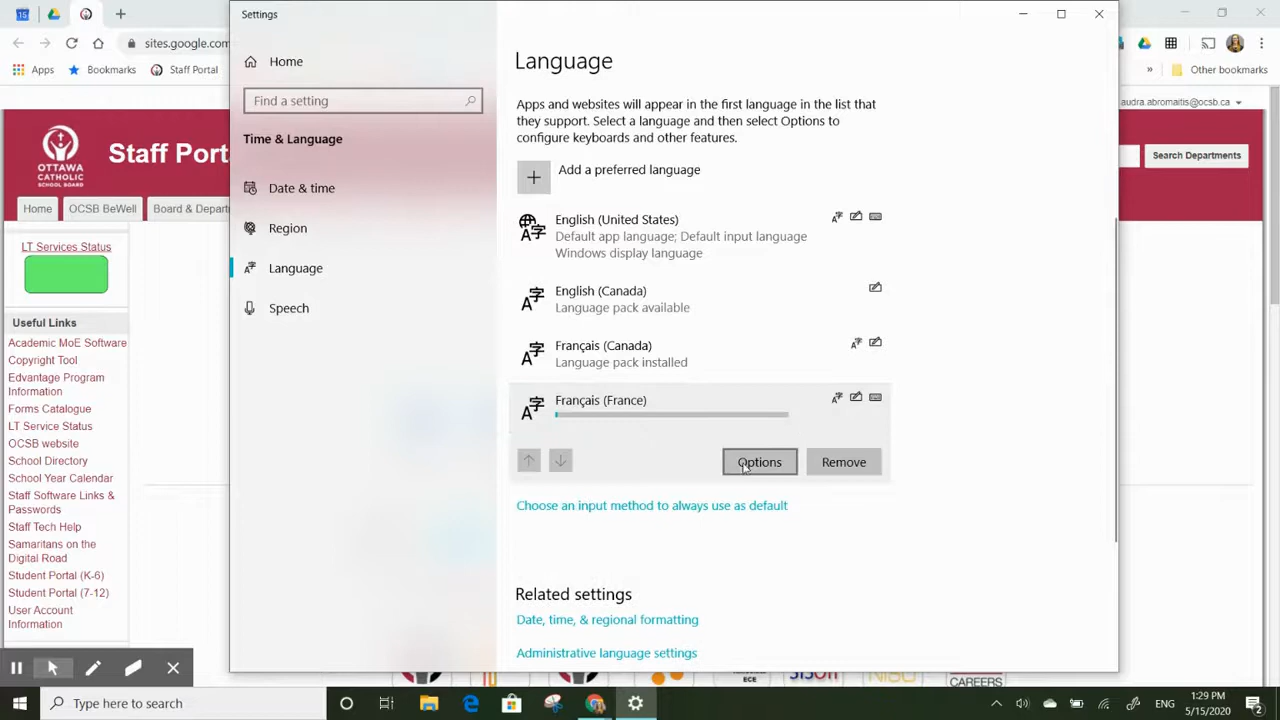 Settings
sites.google.com
Apps
Bookmarks
Staff Portal
»
Other bookmarks
audra.abromaitis@ocsb.ca
OTTAWA
CATHOLIC
SCHOOL BOARD
Staff Port
Search Departments
Home
OCSB BeWell
Board & Depart
LT Services Status
Useful Links
Academic MoE Software
Copyright Tool
Edvantage Program
Information
Forms Catalogue
LT Service Status
OCSB website
School Directory
School Year Calendar
Staff Software Links &
Passwords
Staff Tech Help
Samaritans on the
Digital Road
Student Portal (K-6)
Student Portal (7-12)
User Account
Information
Home
Find a setting
Time & Language
Date & time
Region
Language
Speech
Language
Apps and websites will appear in the first language in the list that
they support. Select a language and then select Options to
configure keyboards and other features.
Add a preferred language
English (United States)
Default app language; Default input language
Windows display language
English (Canada)
Language pack available
Français (Canada)
Language pack installed
Français (France)
Options
Remove
Choose an input method to always use as default
Related settings
Date, time, & regional formatting
Administrative language settings
ECE
CAREERS
Type here to search
ENG
1:29 PM
5/15/2020
2